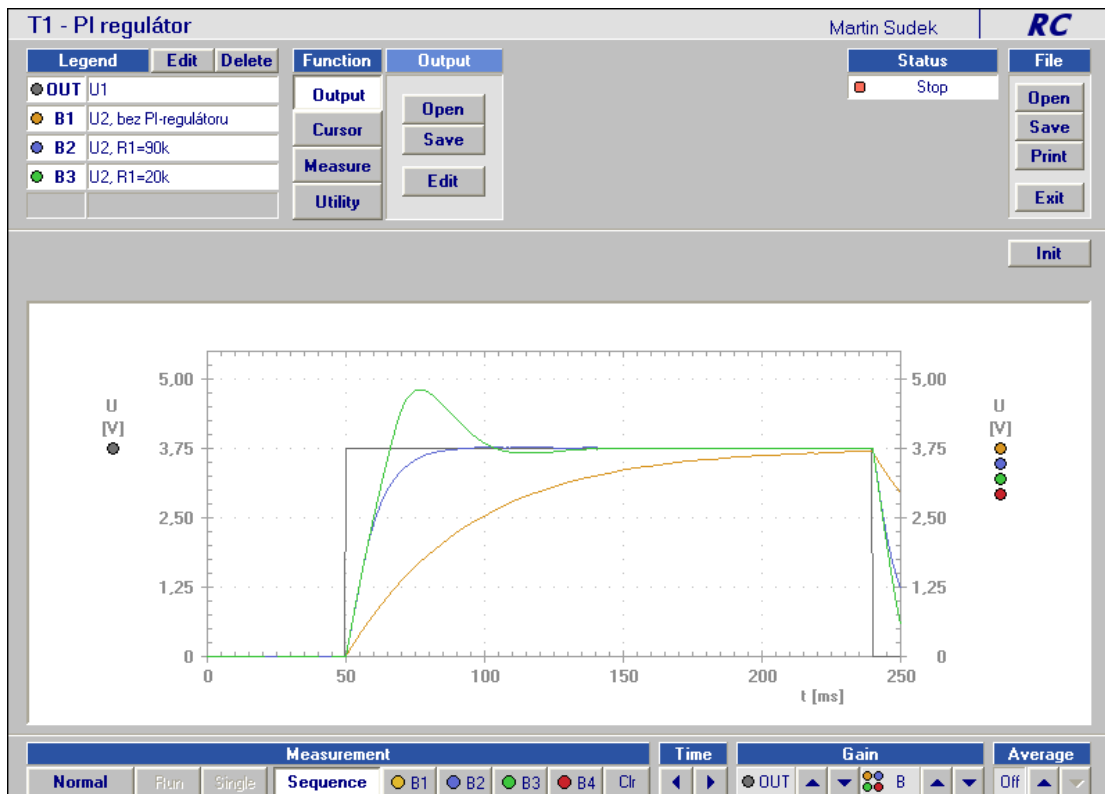 T1 - PI regulátor
Martin Sudek
RC
Legend Edit Delete
OUT U1
B1 U2, bez PI-regulátoru
B2 U2, R1=90k
B3 U2, R1=20k
Function
Output
Cursor
Measure
Utility
Output
Open
Save
Edit
Status
Stop
File
Open
Save
Print
Exit
Init
U
[V]
5,00
3,75
2,50
1,25
0
5,00
3,75
2,50
1,25
0
U
[V]
0 50 100 150 200 250
t [ms]
Measurement
Normal Run Single Sequence B1 B2 B3 B4 Clr
Time
Gain
OUT B
Average
Off